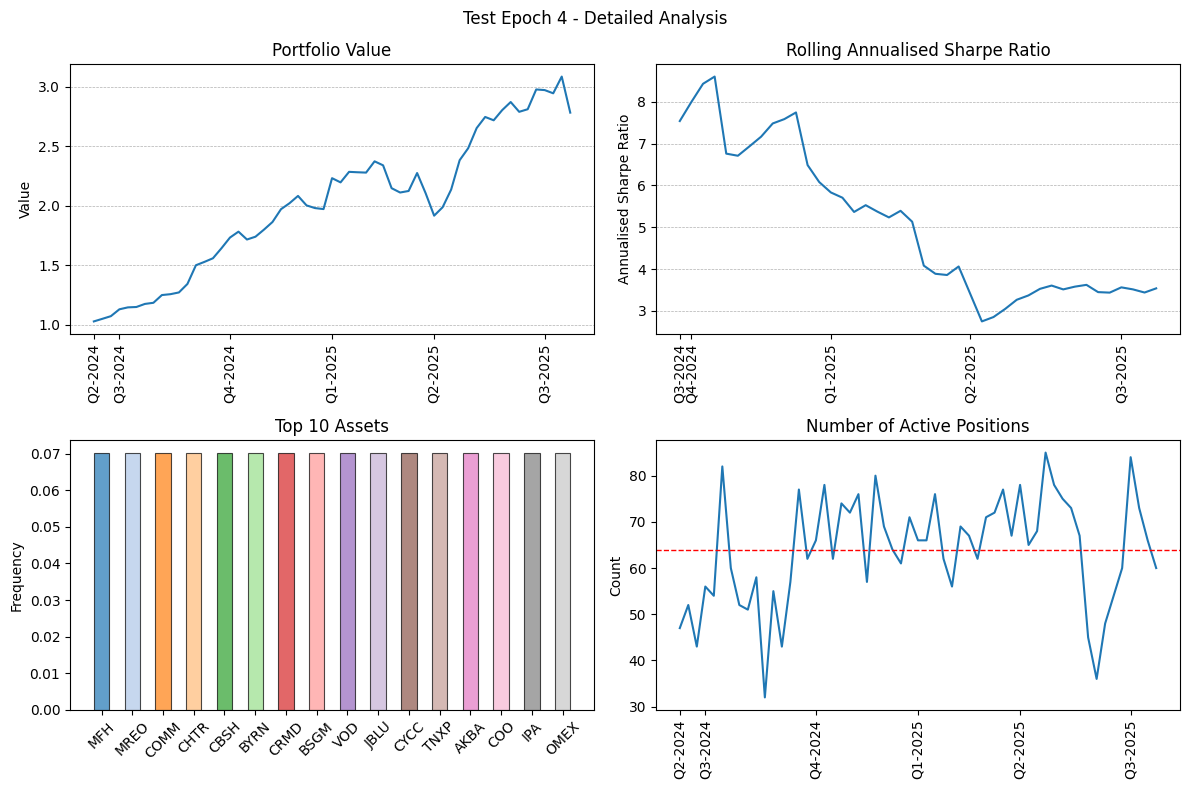 Test Epoch 4 - Detailed Analysis
Portfolio Value
Value
3.0
2.5
2.0
1.5
1.0
Q2-2024
Q3-2024
Q4-2024
Q1-2025
Q2-2025
Q3-2025
Rolling Annualised Sharpe Ratio
Annualised Sharpe Ratio
8
7
6
5
4
3
Q3-2024
Q4-2024
Q1-2025
Q2-2025
Q3-2025
Top 10 Assets
Frequency
0.07
0.06
0.05
0.04
0.03
0.02
0.01
0.00
MFH
MREO
COMM
CHTR
CBSH
BYRN
CRMD
BSGM
VOD
JBLU
CYCC
TNXP
AKBA
COO
IPA
OMEX
Number of Active Positions
Count
80
70
60
50
40
30
Q2-2024
Q3-2024
Q4-2024
Q1-2025
Q2-2025
Q3-2025